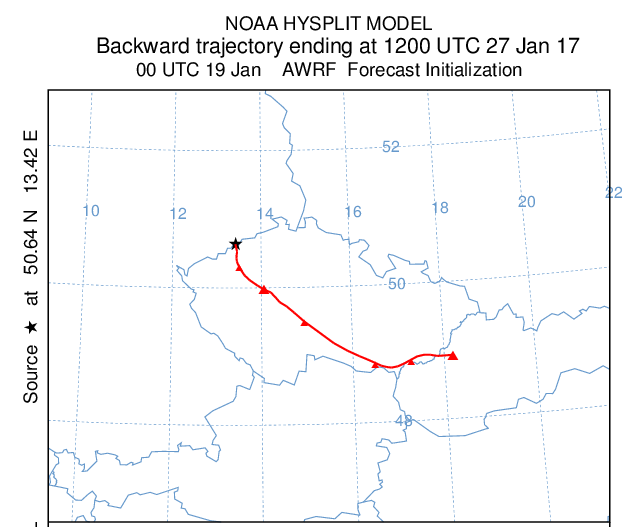 NOAA HYSPLIT MODEL
Backward trajectory ending at 1200 UTC 27 Jan 17
00 UTC 19 Jan AWRF Forecast Initialization
Source ★ at 50.64 N 13.42 E
52
22
10
12
14
16
18
20
50
48